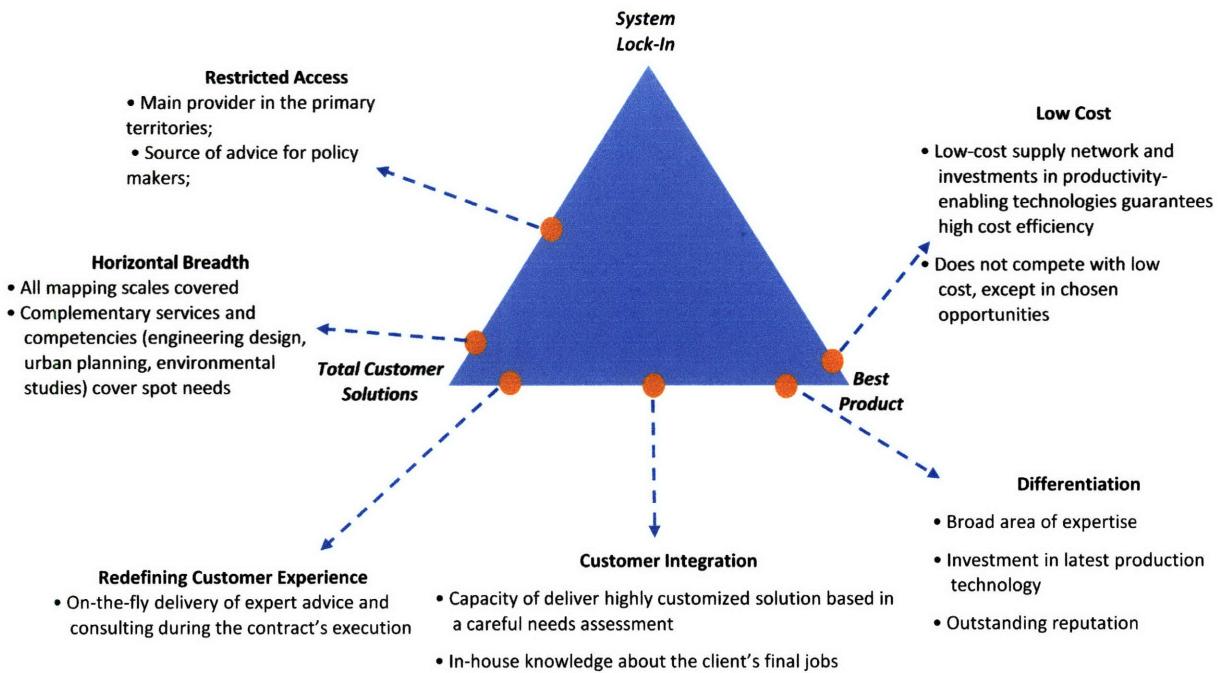 System
Lock-In
Restricted Access
• Main provider in the primary
territories;
• Source of advice for policy
makers;
Low Cost
• Low-cost supply network and
investments in productivity-
enabling technologies guarantees
high cost efficiency
• Does not compete with low
cost, except in chosen
opportunities
Horizontal Breadth
• All mapping scales covered
• Complementary services and
competencies (engineering design,
urban planning, environmental
studies) cover spot needs
Total Customer
Solutions
Best
Product
Differentiation
• Broad area of expertise
• Investment in latest production
technology
• Outstanding reputation
Redefining Customer Experience
• On-the-fly delivery of expert advice and
consulting during the contract's execution
Customer Integration
• Capacity of deliver highly customized solution based in
a careful needs assessment
• In-house knowledge about the client's final jobs